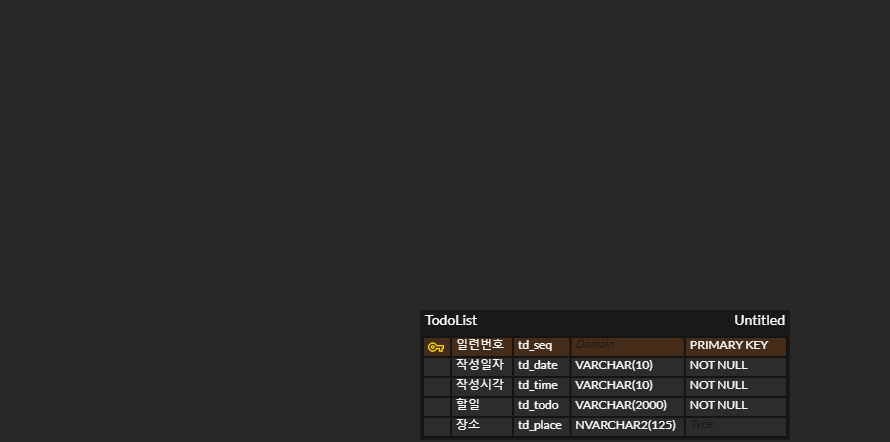 TodoList Untitled
일련번호 td_seq Domain PRIMARY KEY
작성일자 td_date VARCHAR(10) NOT NULL
작성시각 td_time VARCHAR(10) NOT NULL
할일 td_todo VARCHAR(2000) NOT NULL
장소 td_place NVARCHAR2(125) Type